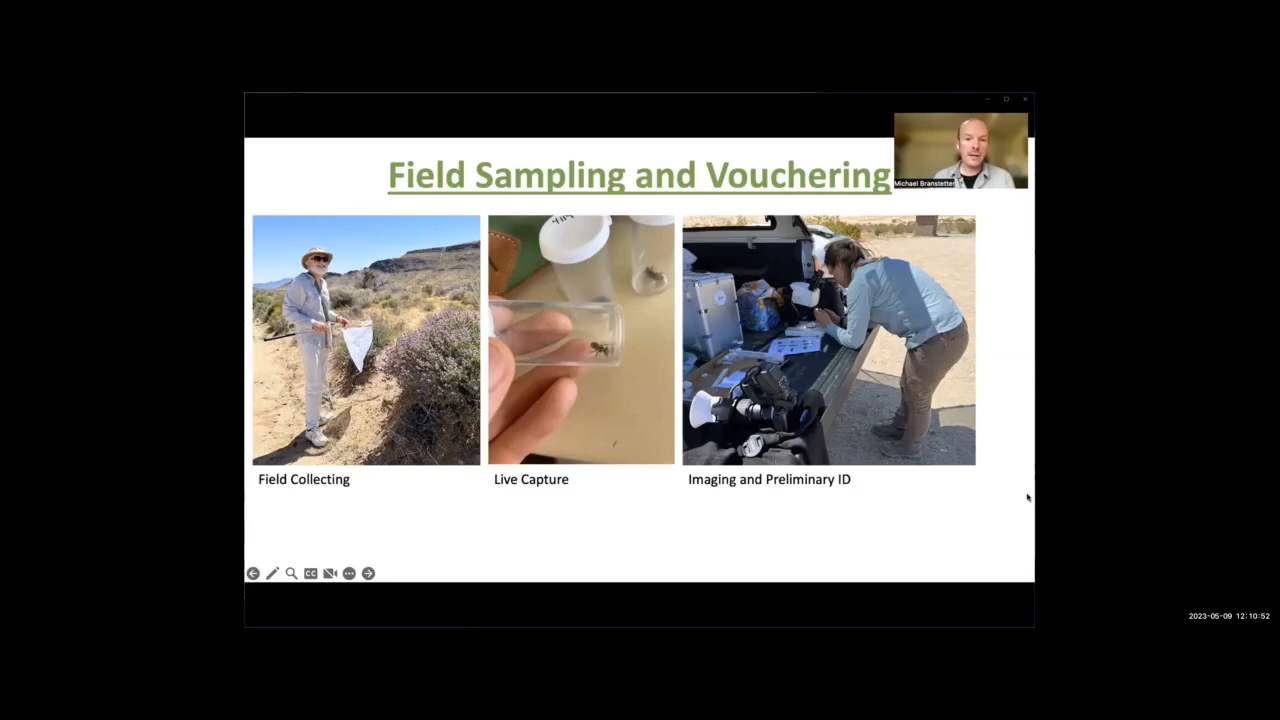 Field Sampling and Vouchering
Michael Branstetter
Field Collecting
Live Capture
Imaging and Preliminary ID
CC
2023-05-09 12:10:52